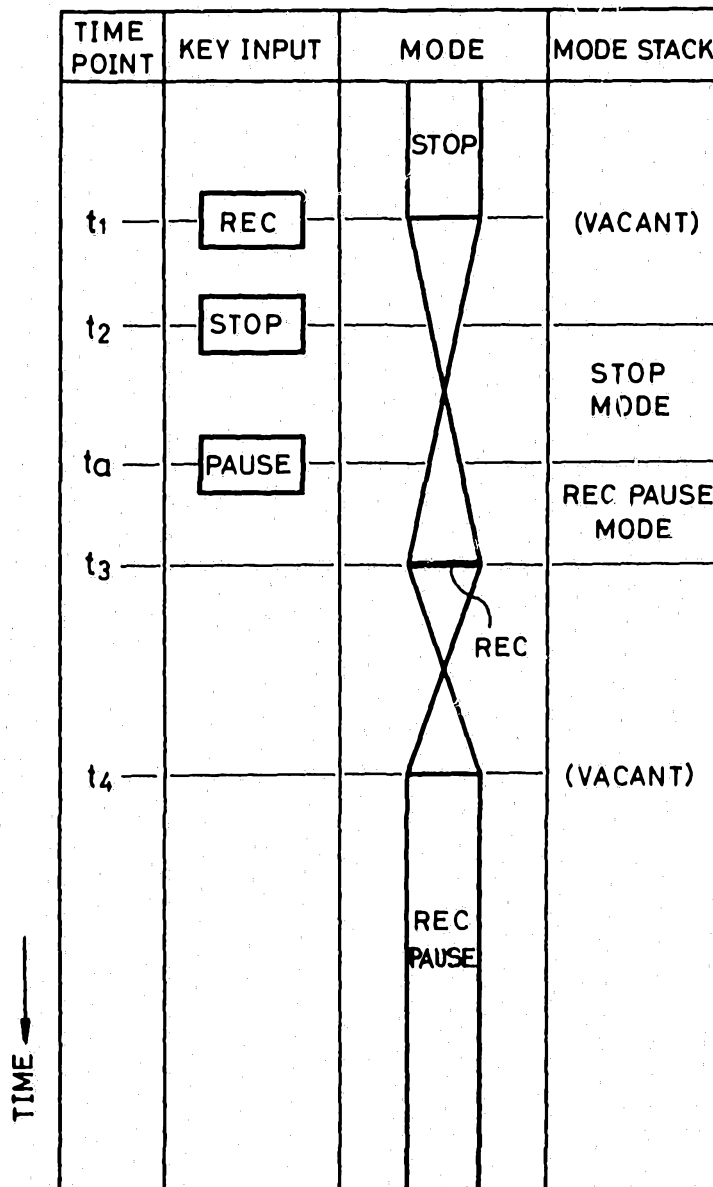 TIME POINT KEY INPUT MODE MODE STACK
STOP
t1 REC (VACANT)
t2 STOP
STOP
MODE
ta PAUSE
REC PAUSE
MODE
t3
REC
t4 (VACANT)
REC
PAUSE
TIME